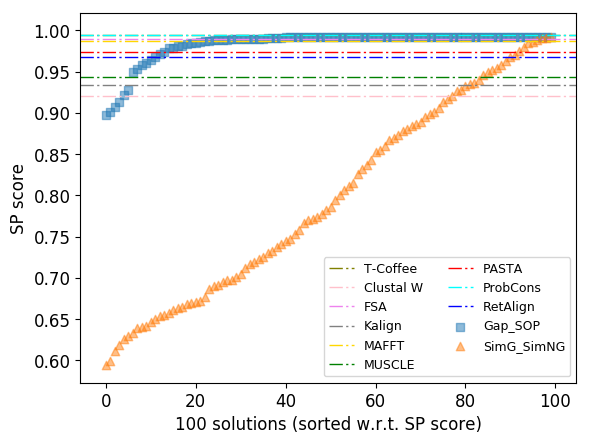 1.00
0.95
0.90
0.85
0.80
0.75
0.70
0.65
0.60
SP score
0 20 40 60 80 100
100 solutions (sorted w.r.t. SP score)
T-Coffee
Clustal W
FSA
Kalign
MAFFT
MUSCLE
PASTA
ProbCons
RetAlign
Gap_SOP
SimG_SimNG